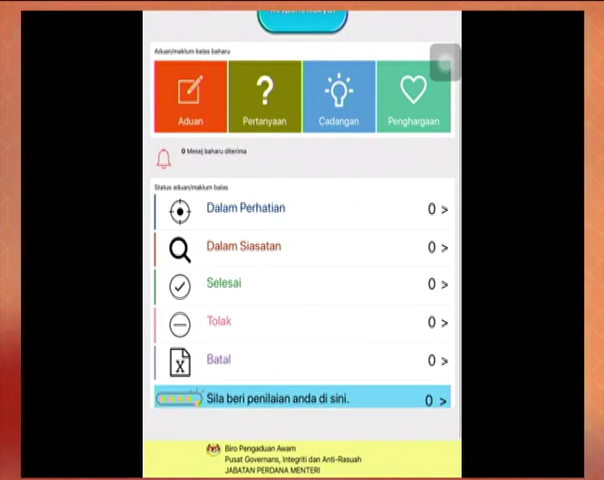 Aduan/maklum balas baharu
Aduan
Pertanyaan
Cadangan
Penghargaan
0 Mesej baharu diterima
Status aduan/maklum balas
Dalam Perhatian 0 >
Dalam Siasatan 0 >
Selesai 0 >
Tolak 0 >
Batal 0 >
Sila beri penilaian anda di sini. 0 >
Biro Pengaduan Awam
Pusat Governans, Integriti dan Anti-Rasuah
JABATAN PERDANA MENTERI